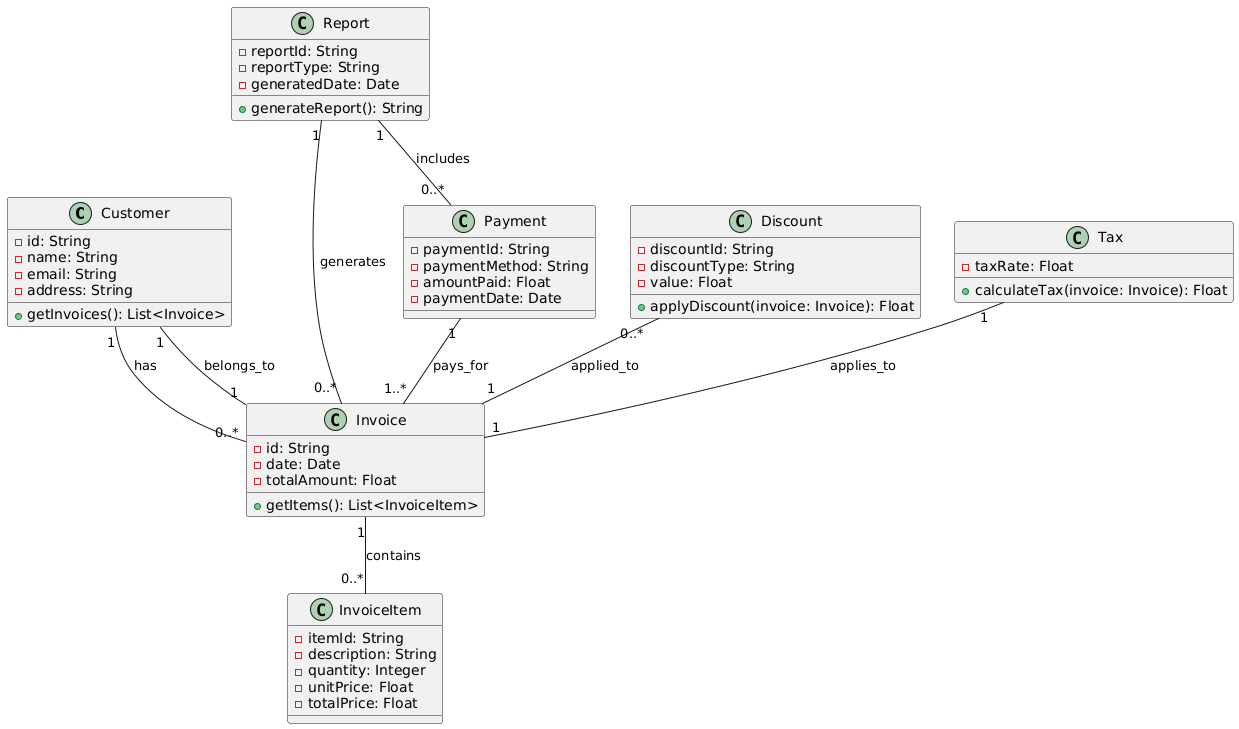 C Report
reportId: String
reportType: String
generatedDate: Date
generateReport(): String
1
1
includes
0..*
C Customer
id: String
name: String
email: String
address: String
getInvoices(): List<Invoice>
C Payment
paymentId: String
paymentMethod: String
amountPaid: Float
paymentDate: Date
C Discount
discountId: String
discountType: String
value: Float
applyDiscount(invoice: Invoice): Float
C Tax
taxRate: Float
calculateTax(invoice: Invoice): Float
generates
1
1
1
0..*
1
has
belongs_to
pays_for
applied_to
applies_to
0..*
1
0..*
1..*
1
1
C Invoice
id: String
date: Date
totalAmount: Float
getItems(): List<InvoiceItem>
1
contains
0..*
C InvoiceItem
itemId: String
description: String
quantity: Integer
unitPrice: Float
totalPrice: Float